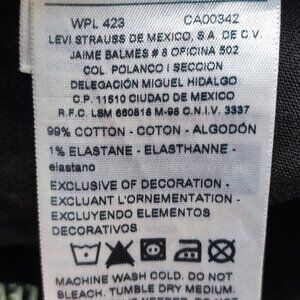 WPL 423 CA00342
LEVI STRAUSS DE MEXICO, S.A. DE C.V.
JAIME BALMES # 8 OFICINA 502
COL. POLANCO I SECCION
DELEGACIÓN MIGUEL HIDALGO
C.P. 11510 CIUDAD DE MEXICO
R.F.C. LSM 660818 M-98 C.N.I.V. 3337
99% COTTON - COTON - ALGODÓN
1% ELASTANE - ELASTHANNE -
elastano
EXCLUSIVE OF DECORATION -
EXCLUANT L'ORNEMENTATION -
EXCLUYENDO ELEMENTOS
DECORATIVOS
MACHINE WASH COLD. DO NOT
BLEACH. TUMBLE DRY MEDIUM.